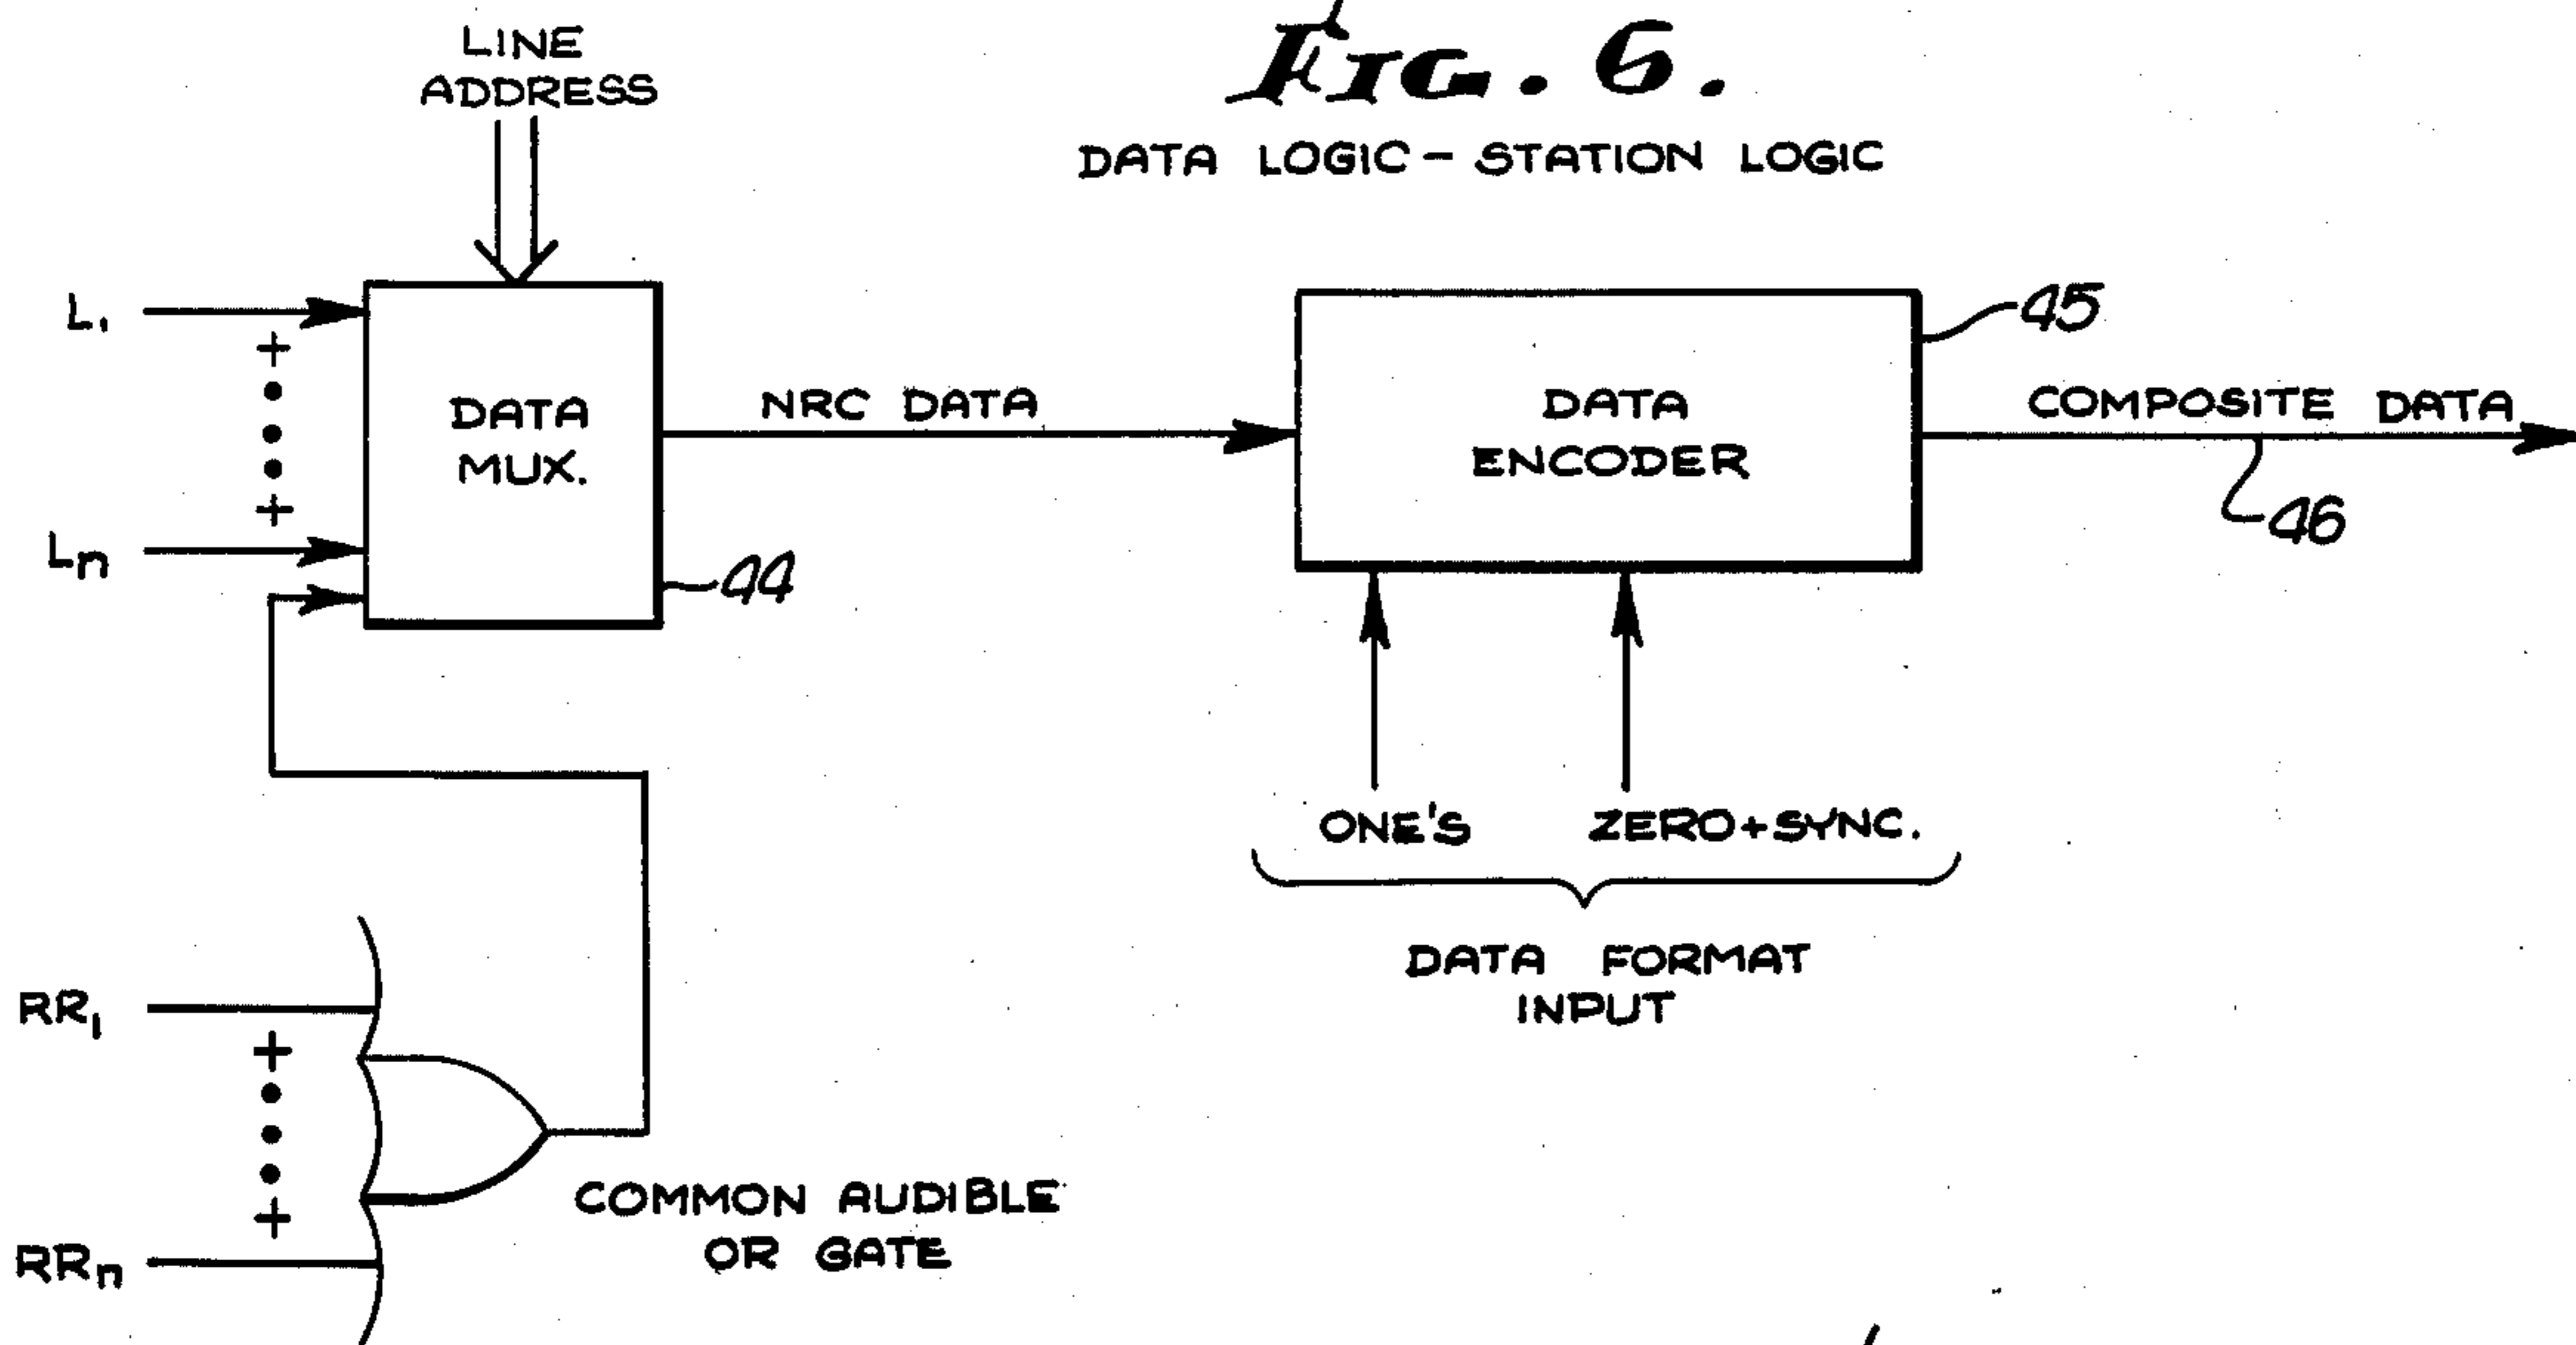 FIG. 6.
DATA LOGIC - STATION LOGIC
LINE
ADDRESS
L1
+
+
Ln
DATA
MUX.
44
NRC DATA
DATA
ENCODER
45
COMPOSITE DATA
46
ONE'S
ZERO+SYNC.
DATA FORMAT
INPUT
RR1
+
+
RRn
COMMON AUDIBLE
OR GATE